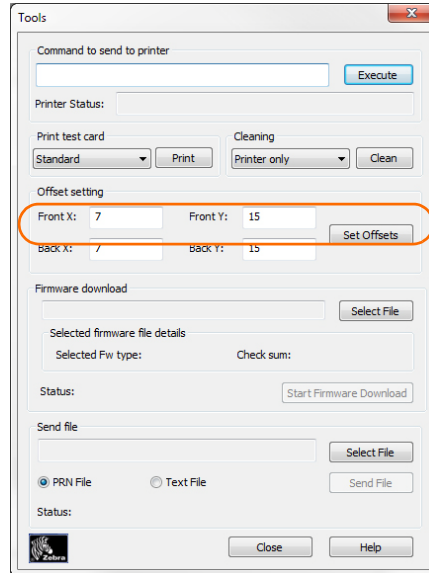 Tools
Command to send to printer
Execute
Printer Status:
Print test card
Cleaning
Standard Print Printer only Clean
Offset setting
Front X: 7 Front Y: 15
Set Offsets
Back X: 7 Back Y: 15
Firmware download
Select File
Selected firmware file details
Selected Fw type: Check sum:
Status: Start Firmware Download
Send file
Select File
PRN File Text File Send File
Status:
Zebra Close Help